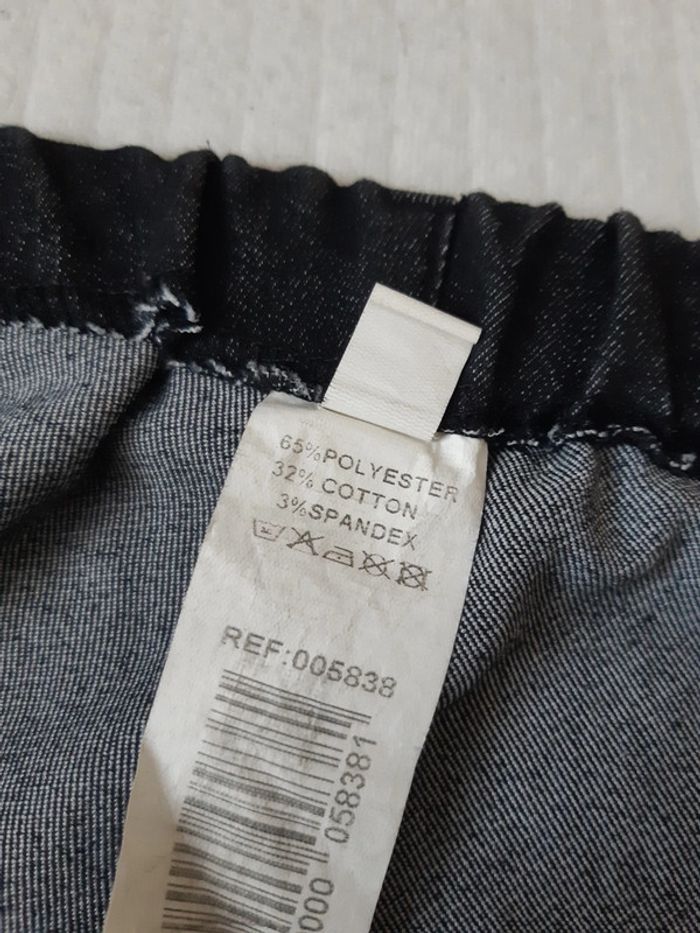 65%POLYESTER
32% COTTON
3%SPANDEX
REF:005838
000 058381